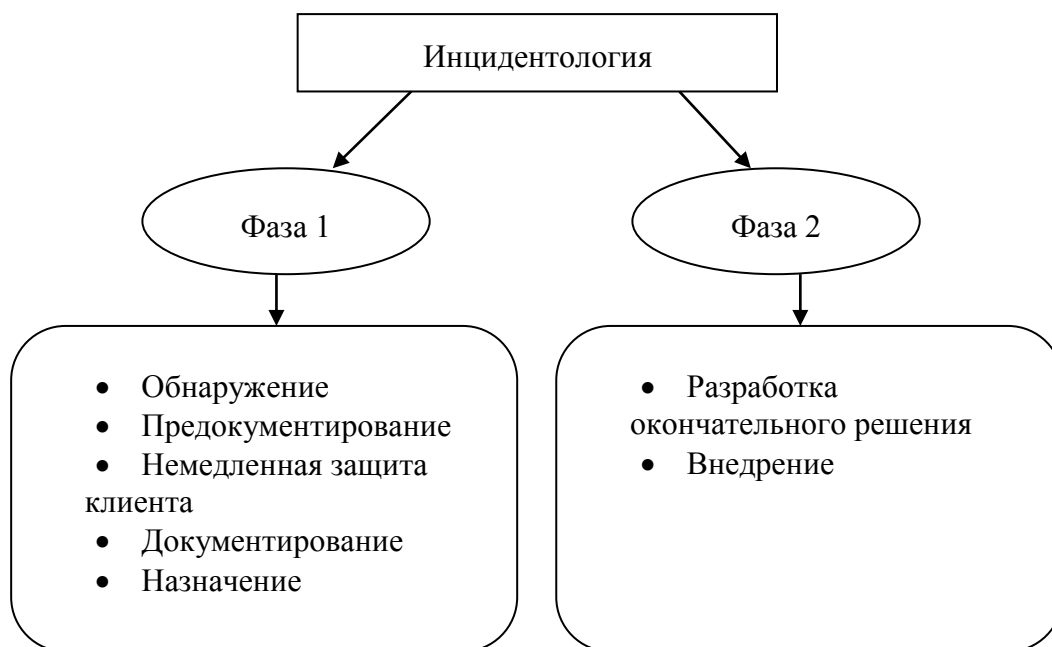 Инцидентология
Фаза 1
Фаза 2
• Обнаружение
• Предокументирование
• Немедленная защита
клиента
• Документирование
• Назначение
• Разработка
окончательного решения
• Внедрение